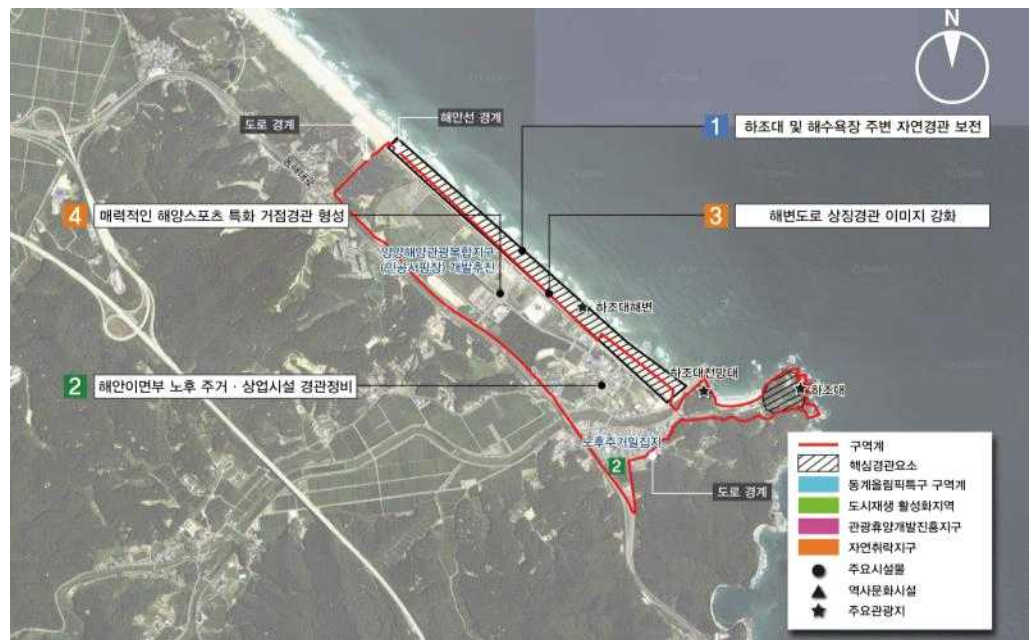 N
해안선 경계
도로 경계
1 하조대 및 해수욕장 주변 자연경관 보전
4 매력적인 해양스포츠 특화 거점경관 형성
3 해변도로 상징경관 이미지 강화
양양해양관광복합지구
(인공서핑장) 개발추진
하조대해변
2 해안이면부 노후 주거 · 상업시설 경관정비
하조대전망대
하조대
노후주거밀집지
2
도로 경계
구역계
핵심경관요소
동계올림픽특구 구역계
도시재생 활성화지역
관광휴양개발진흥지구
자연취락지구
주요시설물
역사문화시설
주요관광지